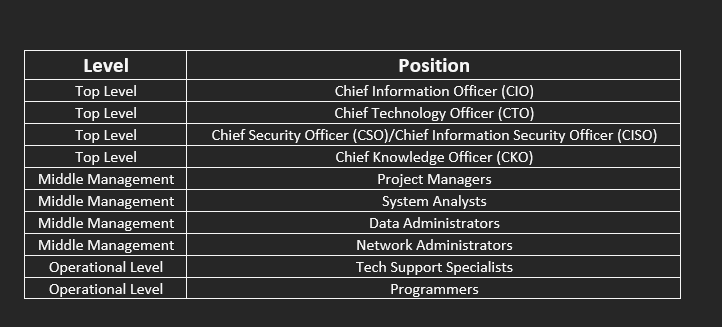 Level Position
Top Level Chief Information Officer (CIO)
Top Level Chief Technology Officer (CTO)
Top Level Chief Security Officer (CSO)/Chief Information Security Officer (CISO)
Top Level Chief Knowledge Officer (CKO)
Middle Management Project Managers
Middle Management System Analysts
Middle Management Data Administrators
Middle Management Network Administrators
Operational Level Tech Support Specialists
Operational Level Programmers